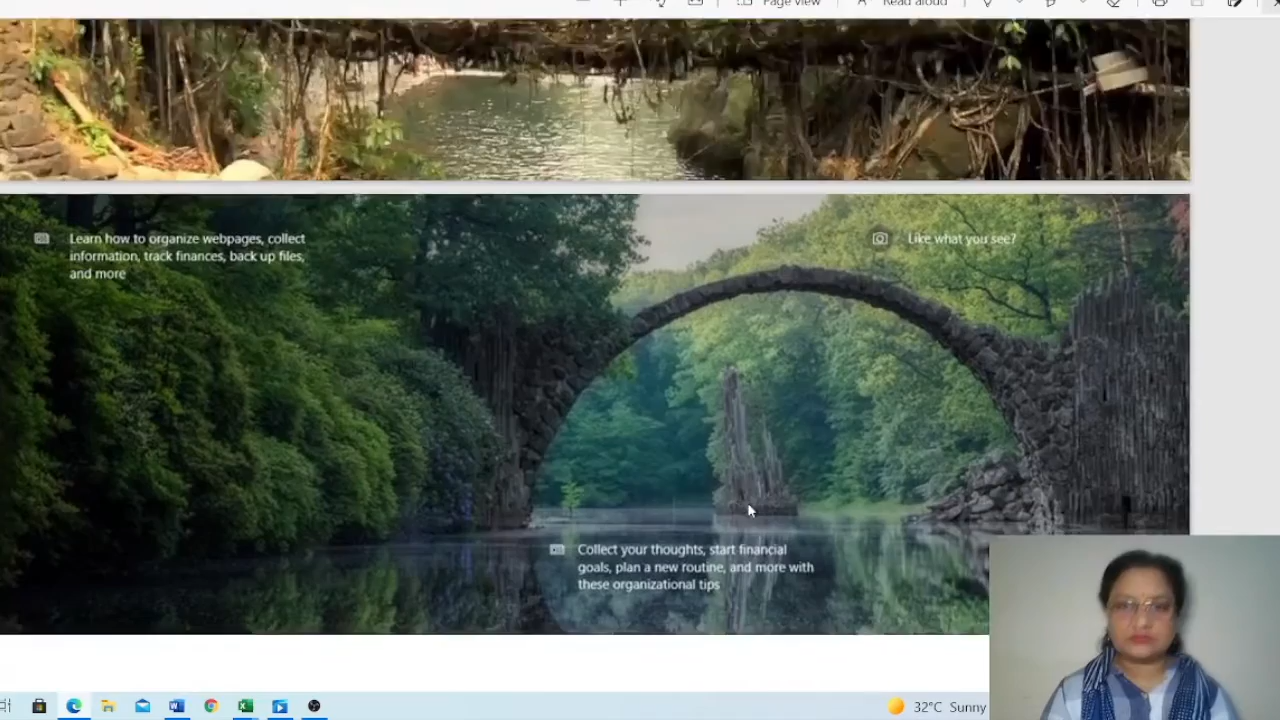 Page view
Read aloud
Learn how to organize webpages, collect
information, track finances, back up files,
and more
Like what you see?
Collect your thoughts, start financial
goals, plan a new routine, and more with
these organizational tips
32°C Sunny